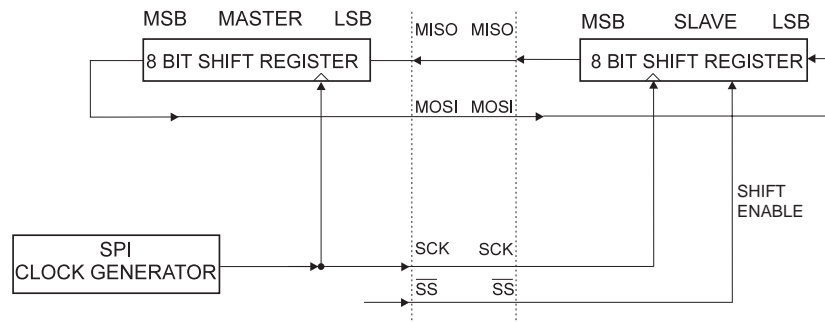 MSB MASTER LSB
MISO MISO
MSB SLAVE LSB
8 BIT SHIFT REGISTER
8 BIT SHIFT REGISTER
MOSI MOSI
SHIFT
ENABLE
SPI
CLOCK GENERATOR
SCK SCK
SS SS